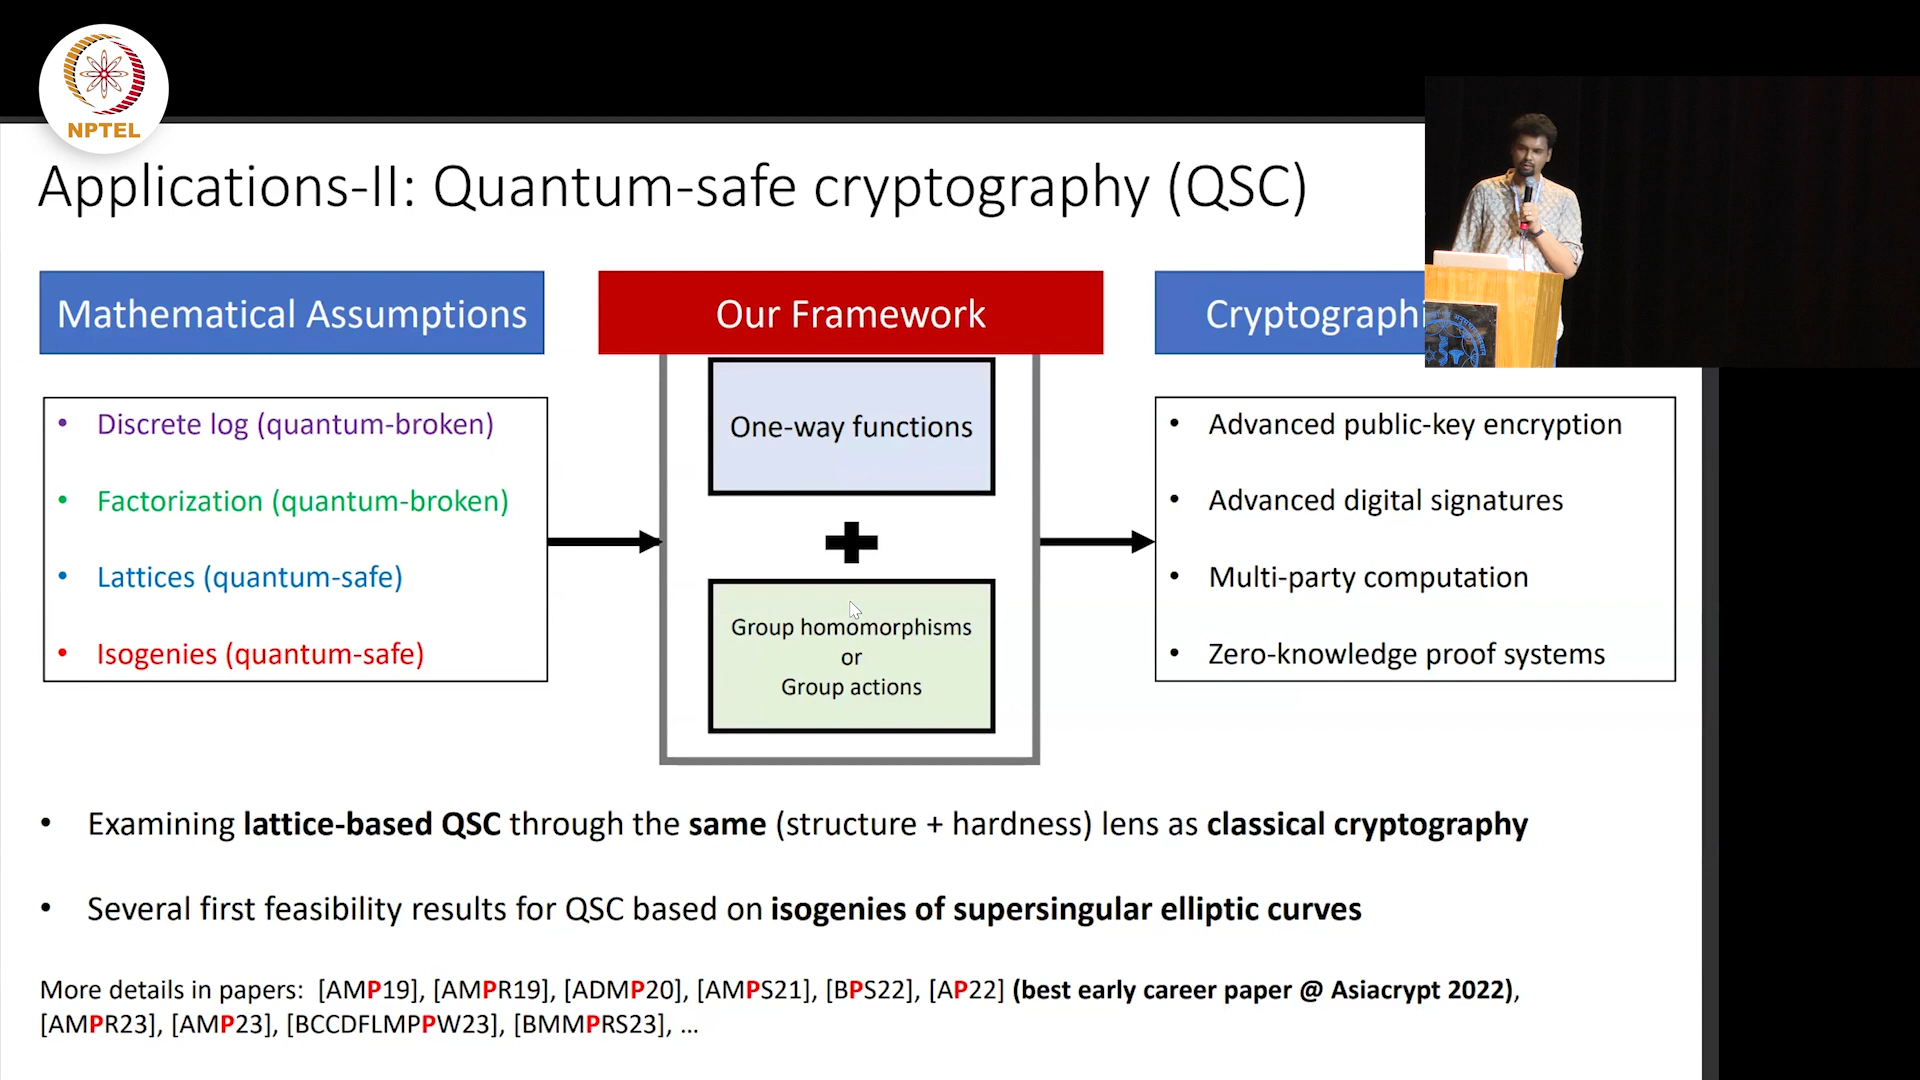 NPTEL
Applications-II: Quantum-safe cryptography (QSC)
Mathematical Assumptions
Our Framework
Cryptographi
• Discrete log (quantum-broken)
• Factorization (quantum-broken)
• Lattices (quantum-safe)
• Isogenies (quantum-safe)
One-way functions
Group homomorphisms
or
Group actions
• Advanced public-key encryption
• Advanced digital signatures
• Multi-party computation
• Zero-knowledge proof systems
• Examining lattice-based QSC through the same (structure + hardness) lens as classical cryptography
• Several first feasibility results for QSC based on isogenies of supersingular elliptic curves
More details in papers: [AMP19], [AMPR19], [ADMP20], [AMPS21], [BPS22], [AP22] (best early career paper @ Asiacrypt 2022),
[AMPR23], [AMP23], [BCCDFLMPPW23], [BMMPRS23], ...